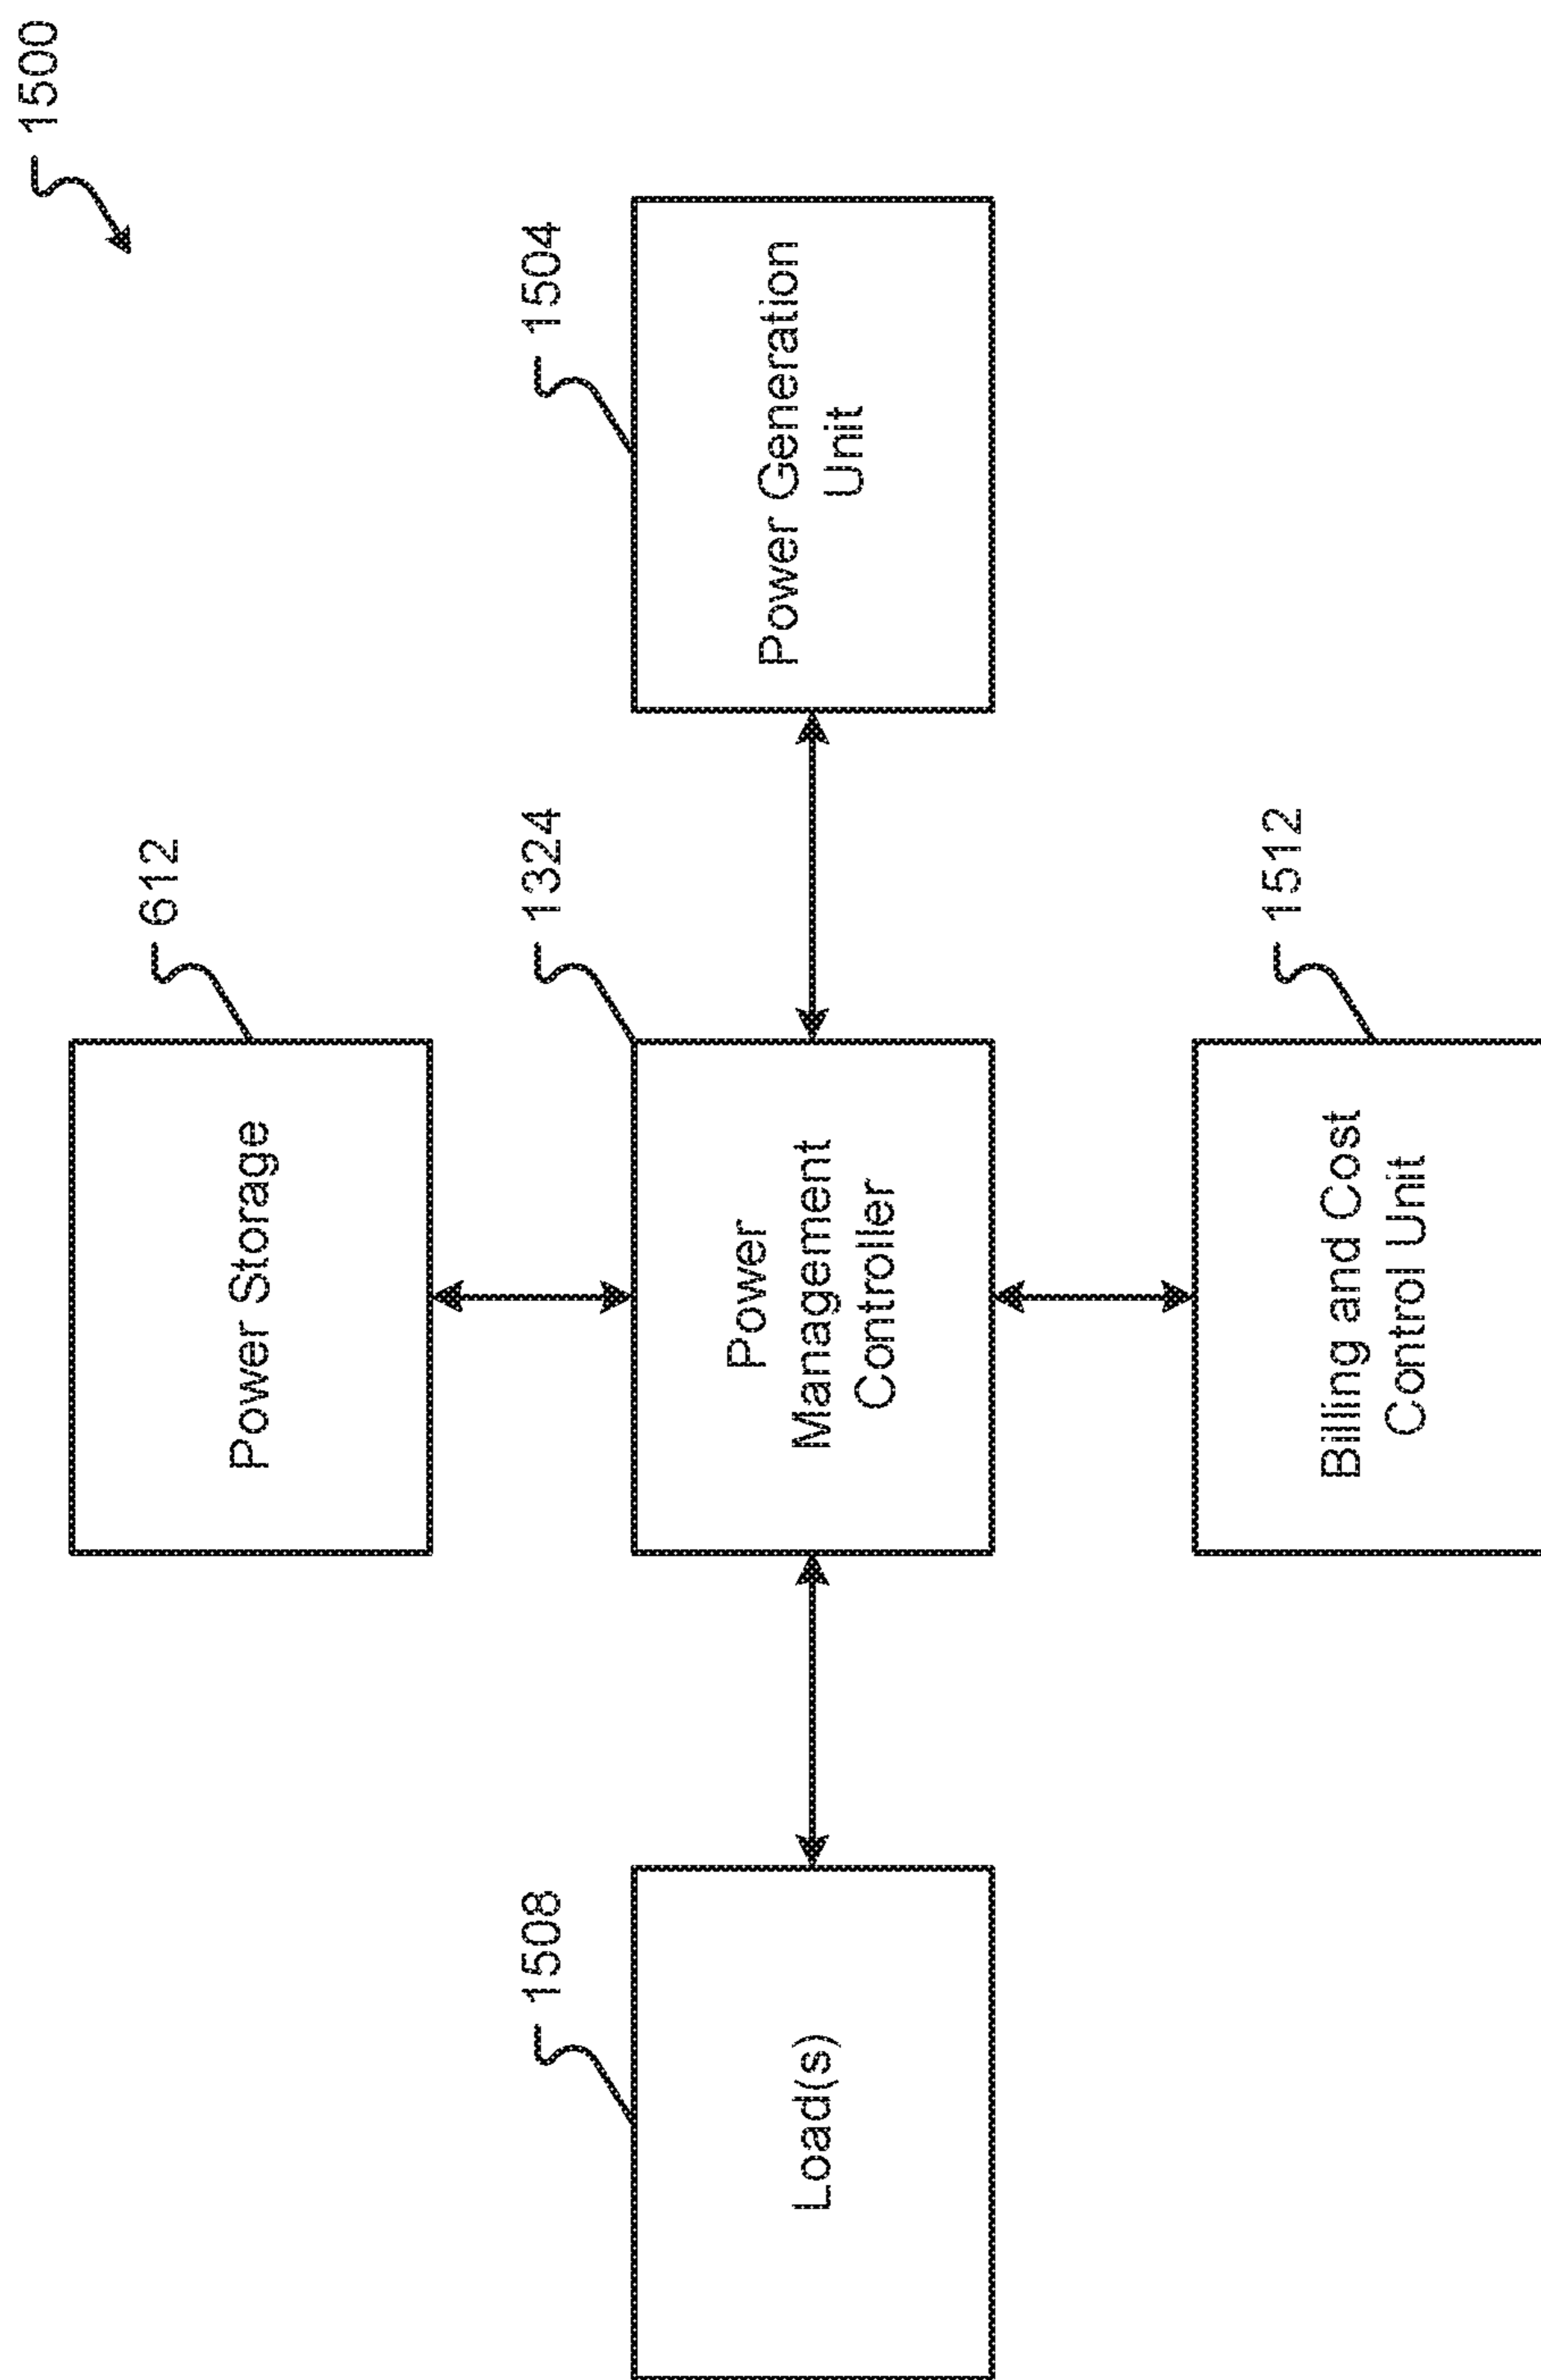 1500
612
Power Storage
1508
Load(s)
1324
Power
Management
Controller
1504
Power Generation
Unit
1512
Billing and Cost
Control Unit